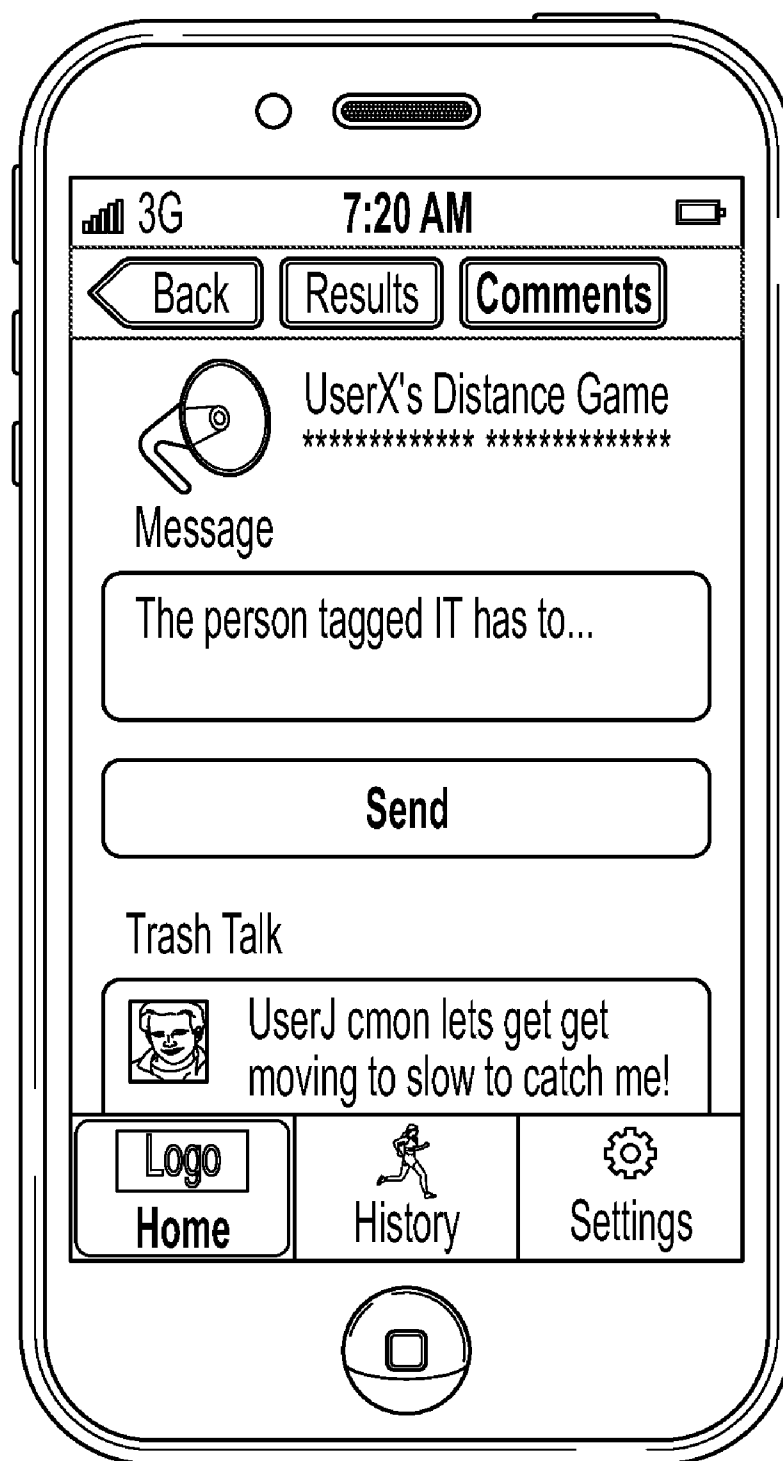 3G 7:20 AM
Back Results Comments
UserX's Distance Game
************* **************
Message
The person tagged IT has to...
Send
Trash Talk
UserJ cmon lets get get
moving to slow to catch me!
Logo
Home History Settings